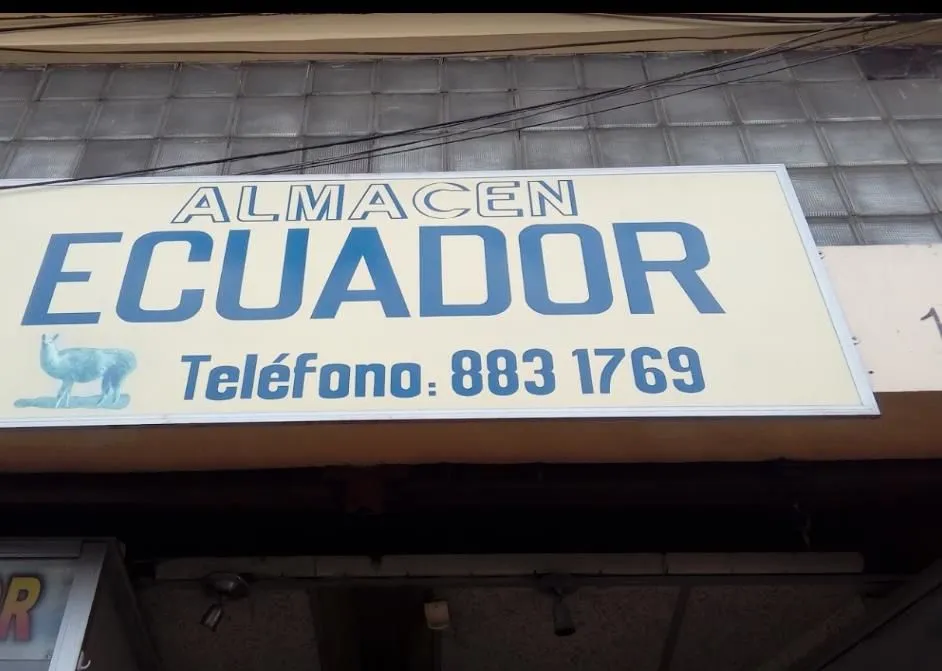 ALMACEN
ECUADOR
Teléfono: 883 1769